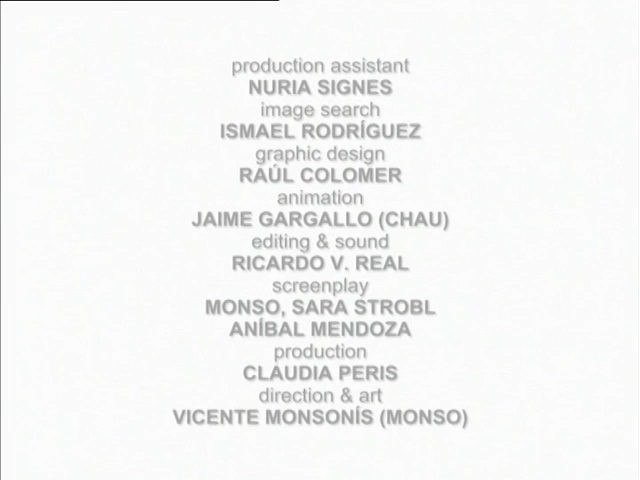 production assistant
NURIA SIGNES
image search
ISMAEL RODRÍGUEZ
graphic design
RAÚL COLOMER
animation
JAIME GARGALLO (CHAU)
editing & sound
RICARDO V. REAL
screenplay
MONSO, SARA STROBL
ANÍBAL MENDOZA
production
CLAUDIA PERIS
direction & art
VICENTE MONSONÍS (MONSO)